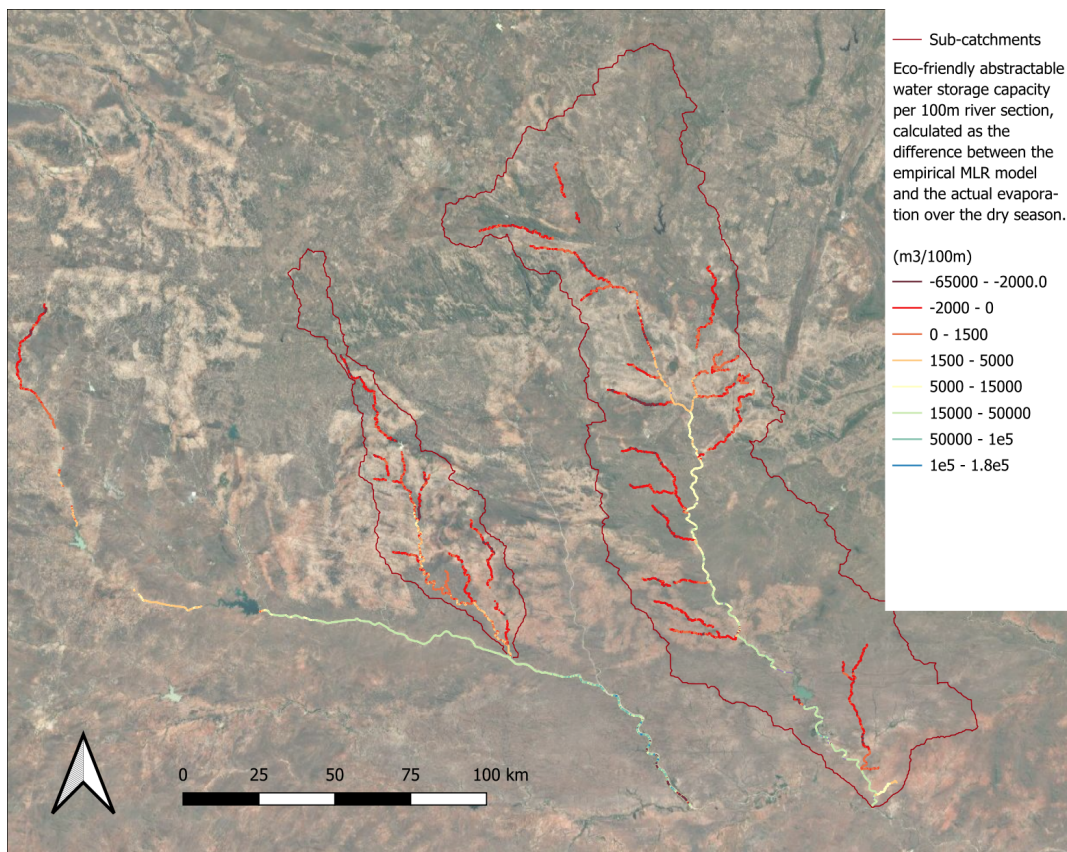 Sub-catchments
Eco-friendly abstractable
water storage capacity
per 100m river section,
calculated as the
difference between the
empirical MLR model
and the actual evapora-
tion over the dry season.
(m3/100m)
-65000 - -2000.0
-2000 - 0
0 - 1500
1500 - 5000
5000 - 15000
15000 - 50000
50000 - 1e5
1e5 - 1.8e5
0 25 50 75 100 km